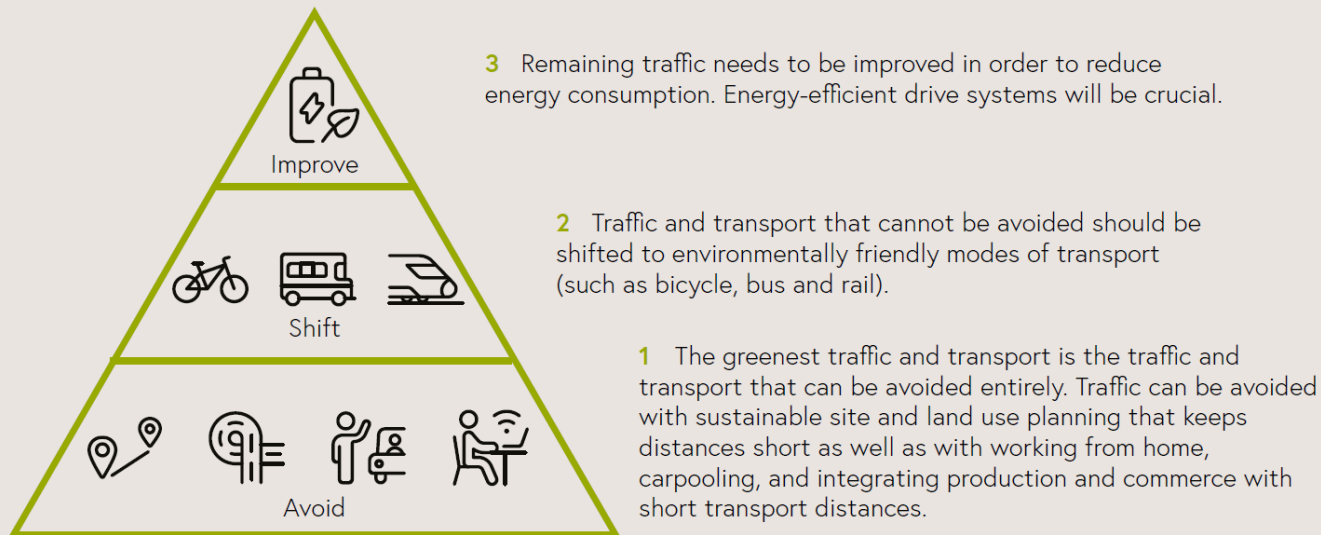 3 Remaining traffic needs to be improved in order to reduce
energy consumption. Energy-efficient drive systems will be crucial.
Improve
2 Traffic and transport that cannot be avoided should be
shifted to environmentally friendly modes of transport
(such as bicycle, bus and rail).
Shift
1 The greenest traffic and transport is the traffic and
transport that can be avoided entirely. Traffic can be avoided
with sustainable site and land use planning that keeps
distances short as well as with working from home,
carpooling, and integrating production and commerce with
short transport distances.
Avoid